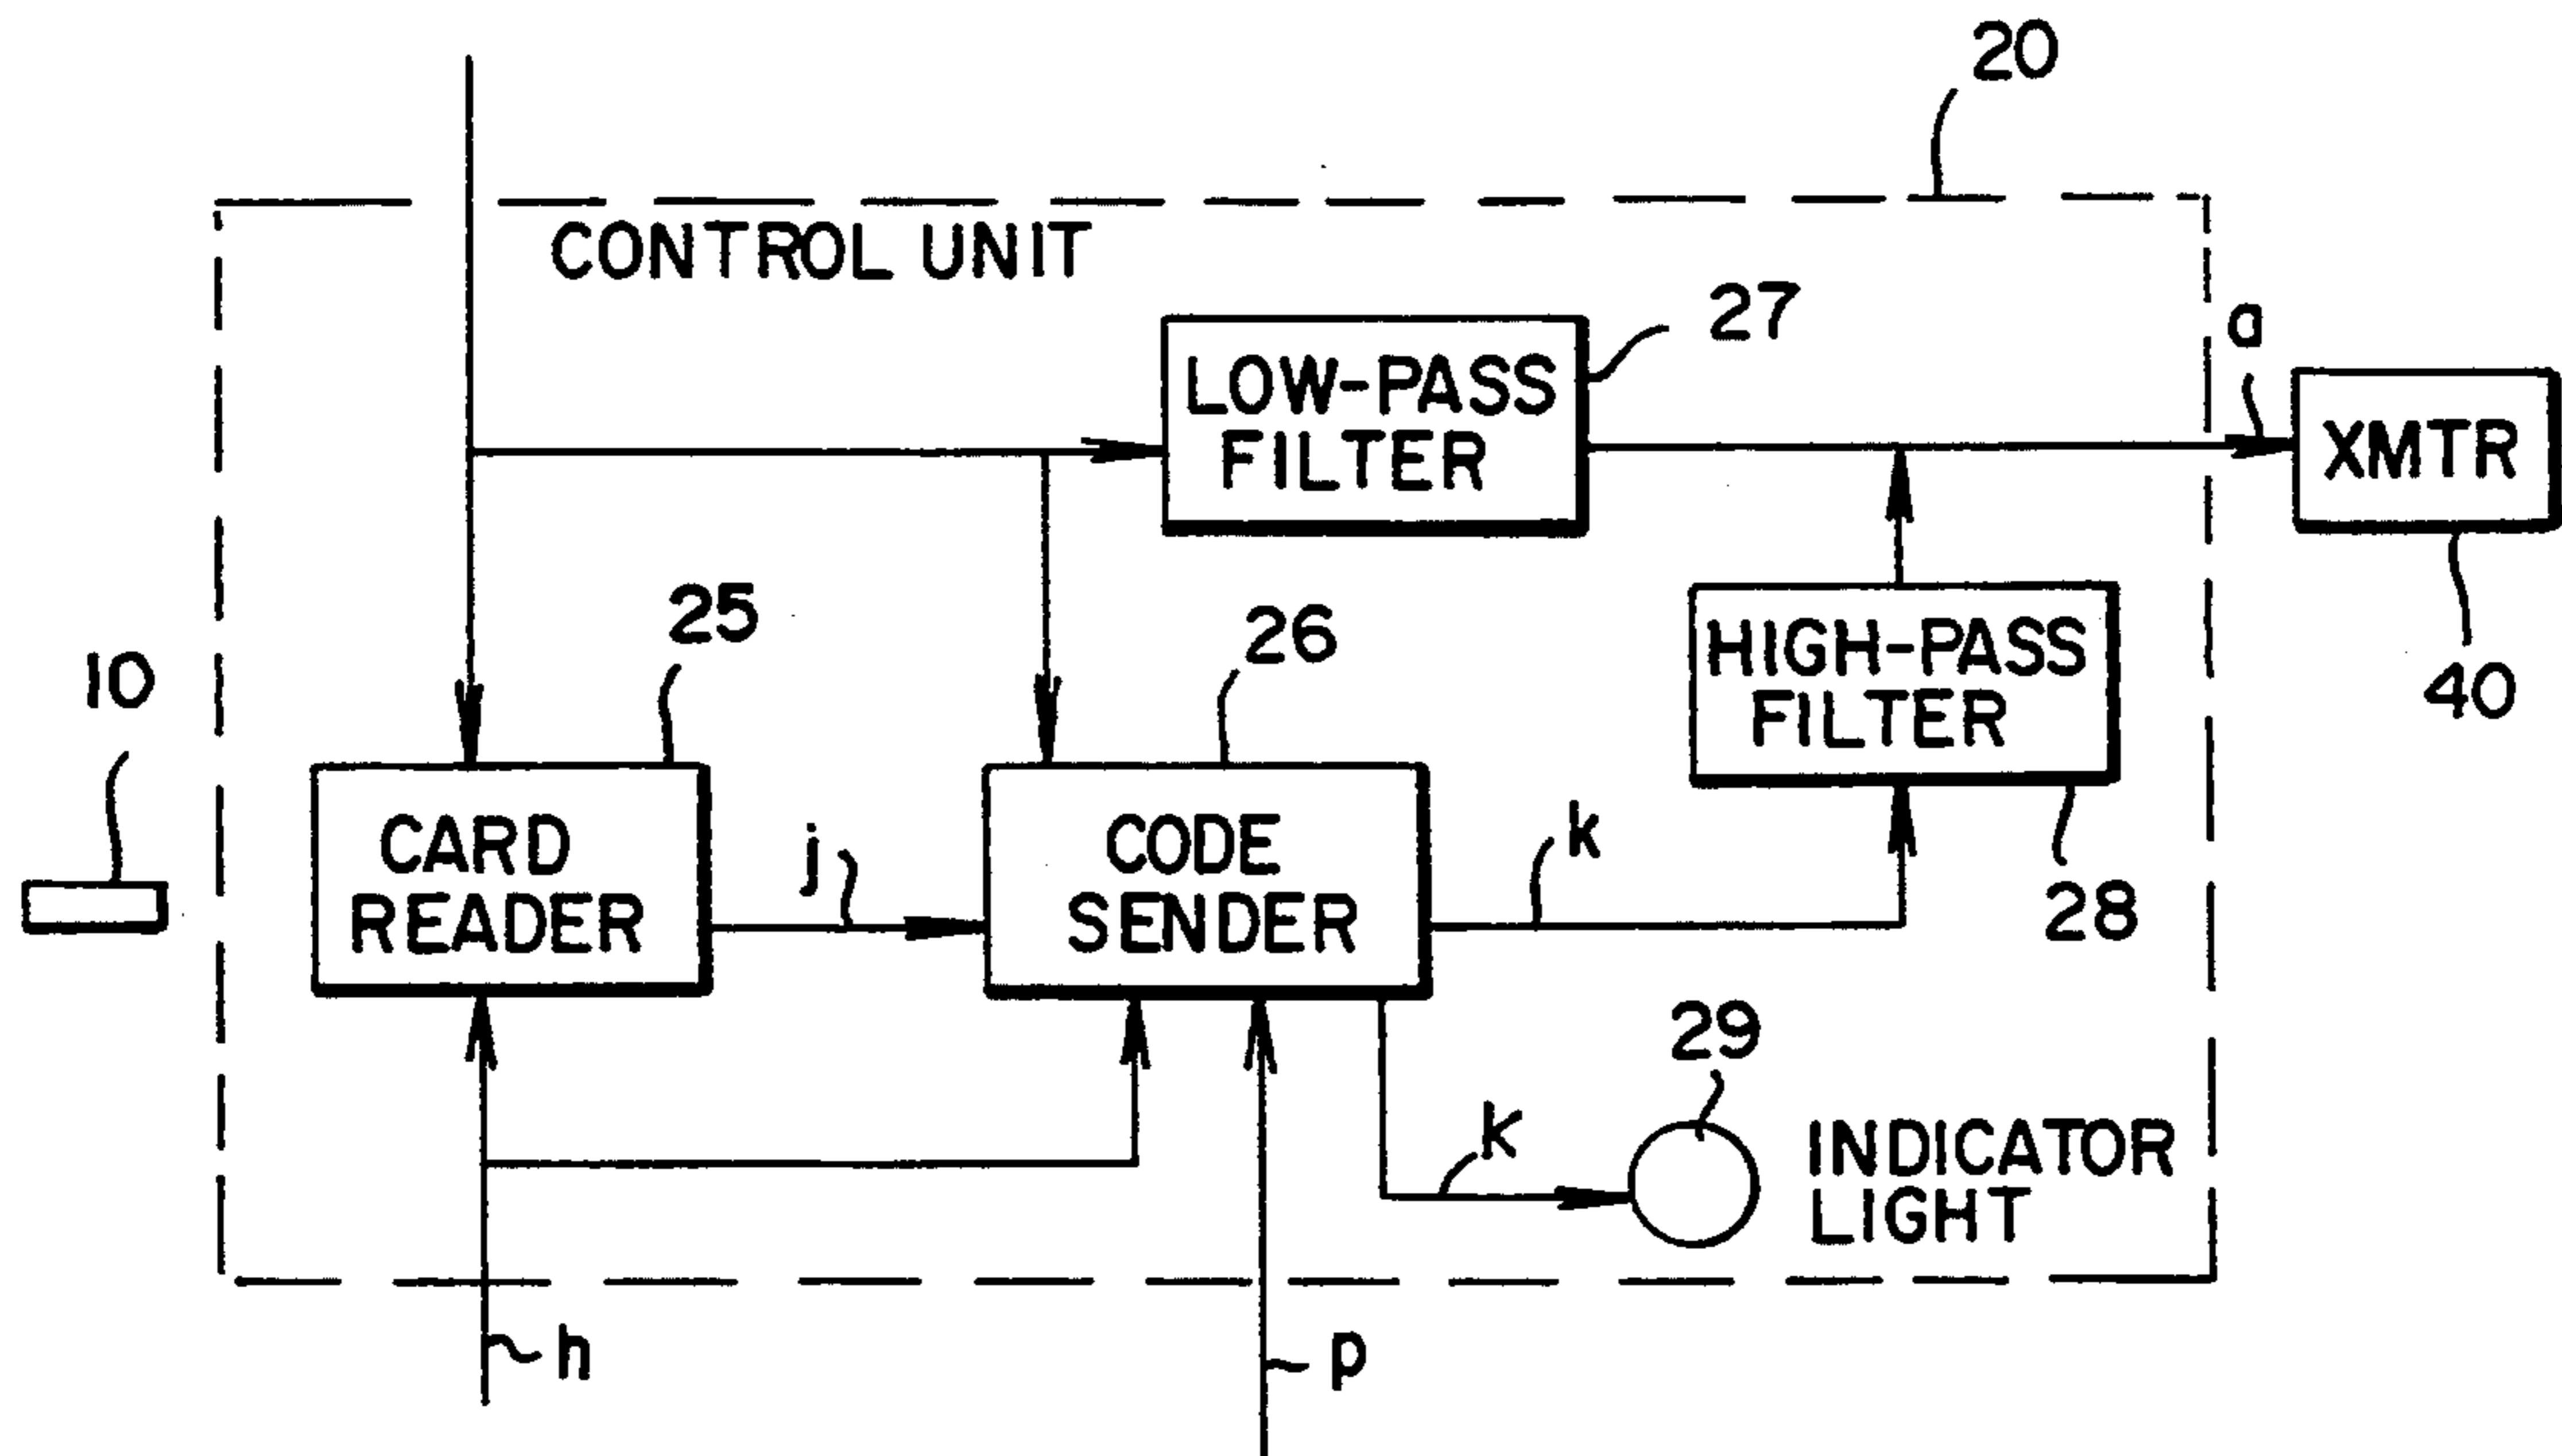 20
CONTROL UNIT
27
a
LOW-PASS
FILTER
XMTR
25
26
HIGH-PASS
FILTER
10
40
CARD
READER
j
CODE
SENDER
k
28
29
k
INDICATOR
LIGHT
h
p